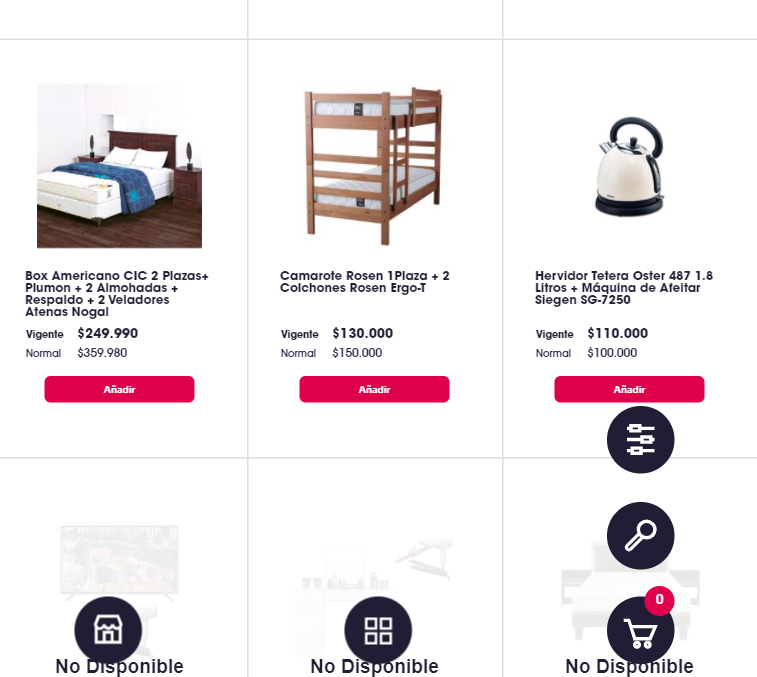 Box Americano CIC 2 Plazas+
Plumon + 2 Almohadas +
Respaldo + 2 Veladores
Atenas Nogal
Vigente $249.990
Normal $359.980
Añadir
Camarote Rosen 1Plaza + 2
Colchones Rosen Ergo-T
Vigente $130.000
Normal $150.000
Añadir
Hervidor Tetera Oster 487 1.8
Litros + Máquina de Afeitar
Siegen SG-7250
Vigente $110.000
Normal $100.000
Añadir
0
No Disponible
No Disponible
No Disponible